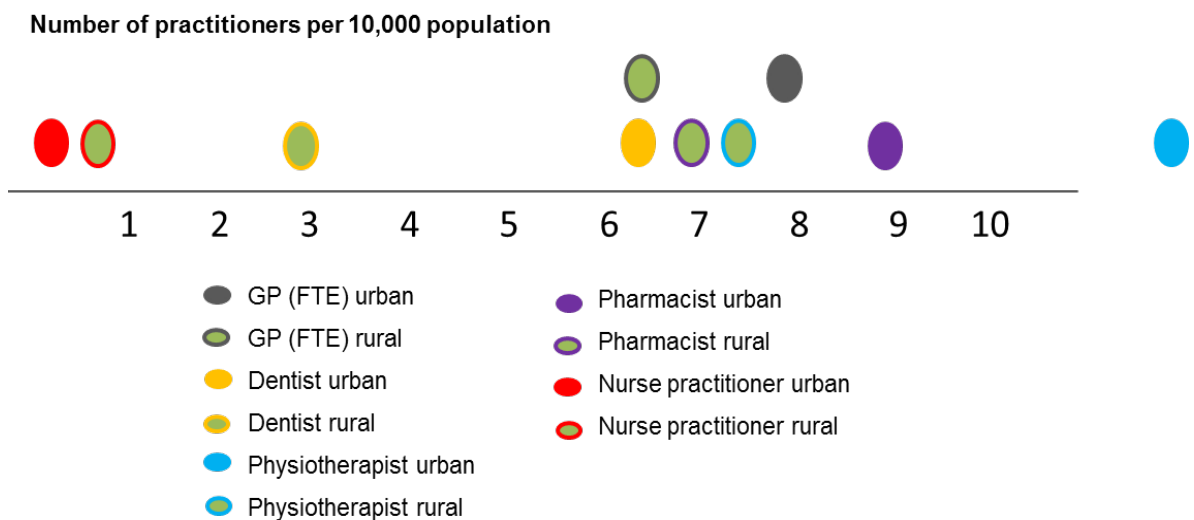 Number of practitioners per 10,000 population
1 2 3 4 5 6 7 8 9 10
GP (FTE) urban
GP (FTE) rural
Dentist urban
Dentist rural
Physiotherapist urban
Physiotherapist rural
Pharmacist urban
Pharmacist rural
Nurse practitioner urban
Nurse practitioner rural